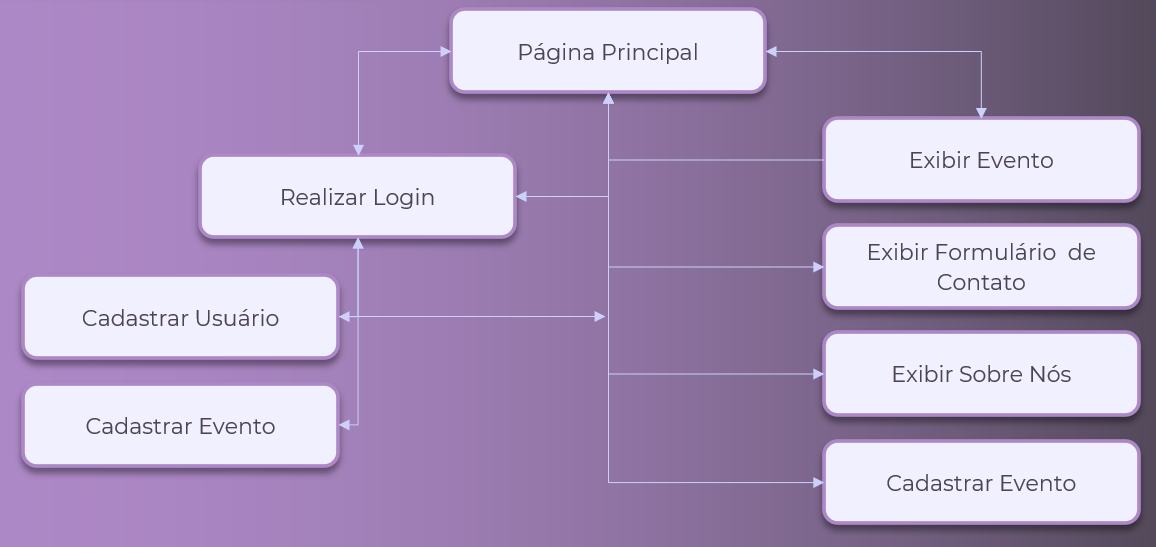 Página Principal
Exibir Evento
Realizar Login
Exibir Formulário  de
Contato
Cadastrar Usuário
Exibir Sobre Nós
Cadastrar Evento
Cadastrar Evento